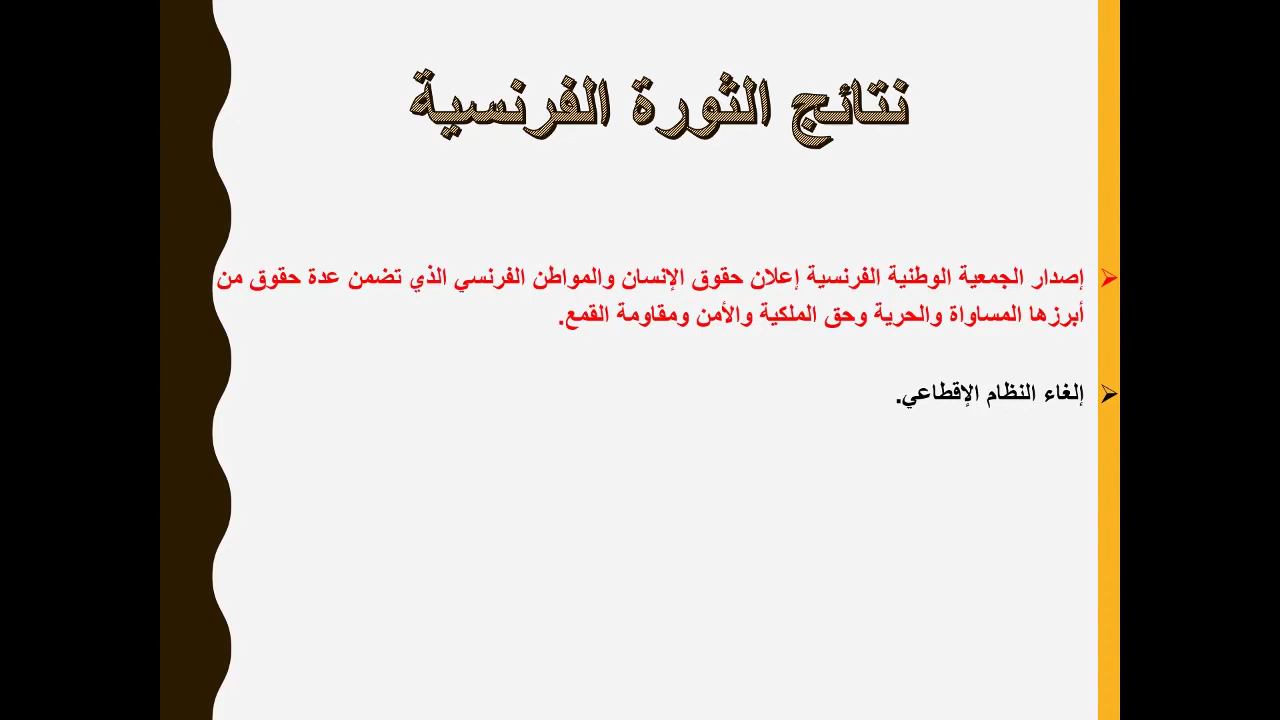 نتائج الثورة الفرنسية
إصدار الجمعية الوطنية الفرنسية إعلان حقوق الإنسان والمواطن الفرنسي الذي تضمن عدة حقوق من
أبرزها المساواة والحرية وحق الملكية والأمن ومقاومة القمع.
إلغاء النظام الإقطاعي.